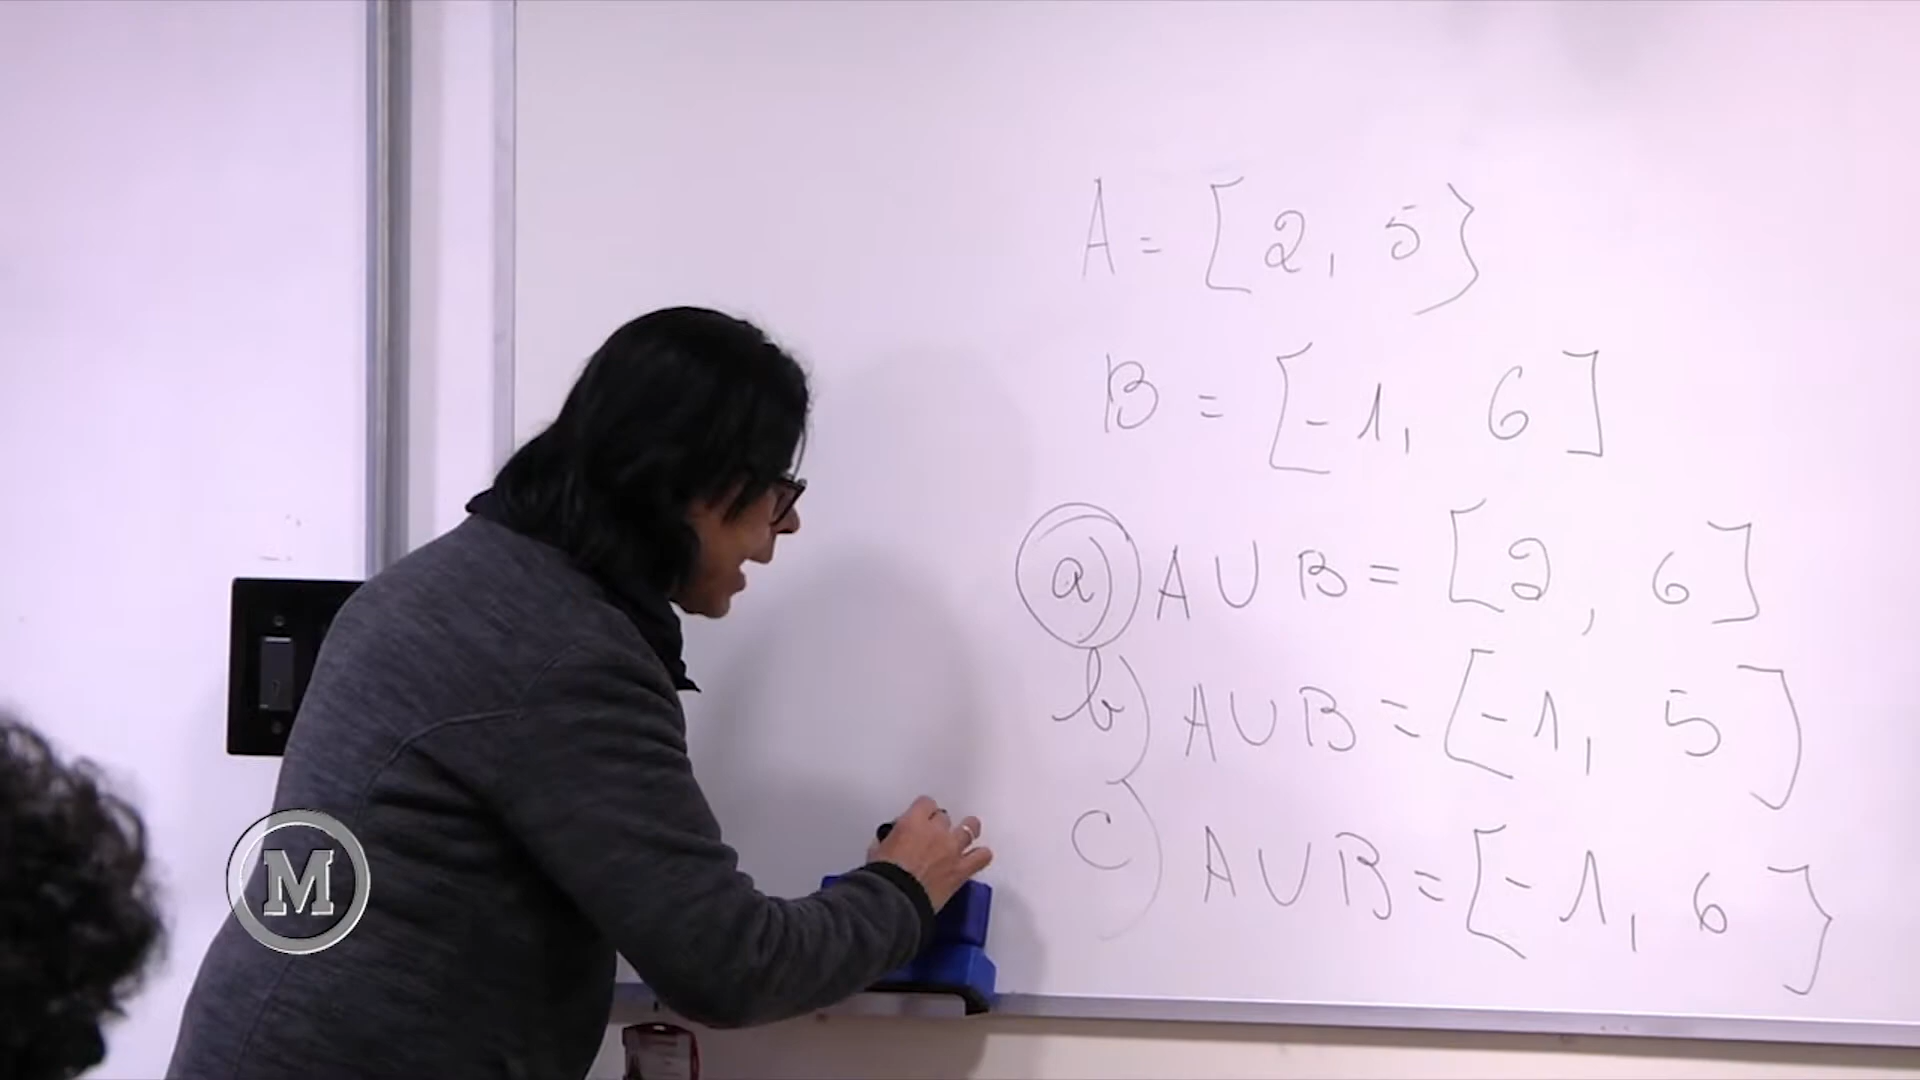 A = [2, 5}
B = [-1, 6]
a) A ∪ B = [2, 6]
b) A ∪ B = [-1, 5]
c) A ∪ B = [-1, 6}
M